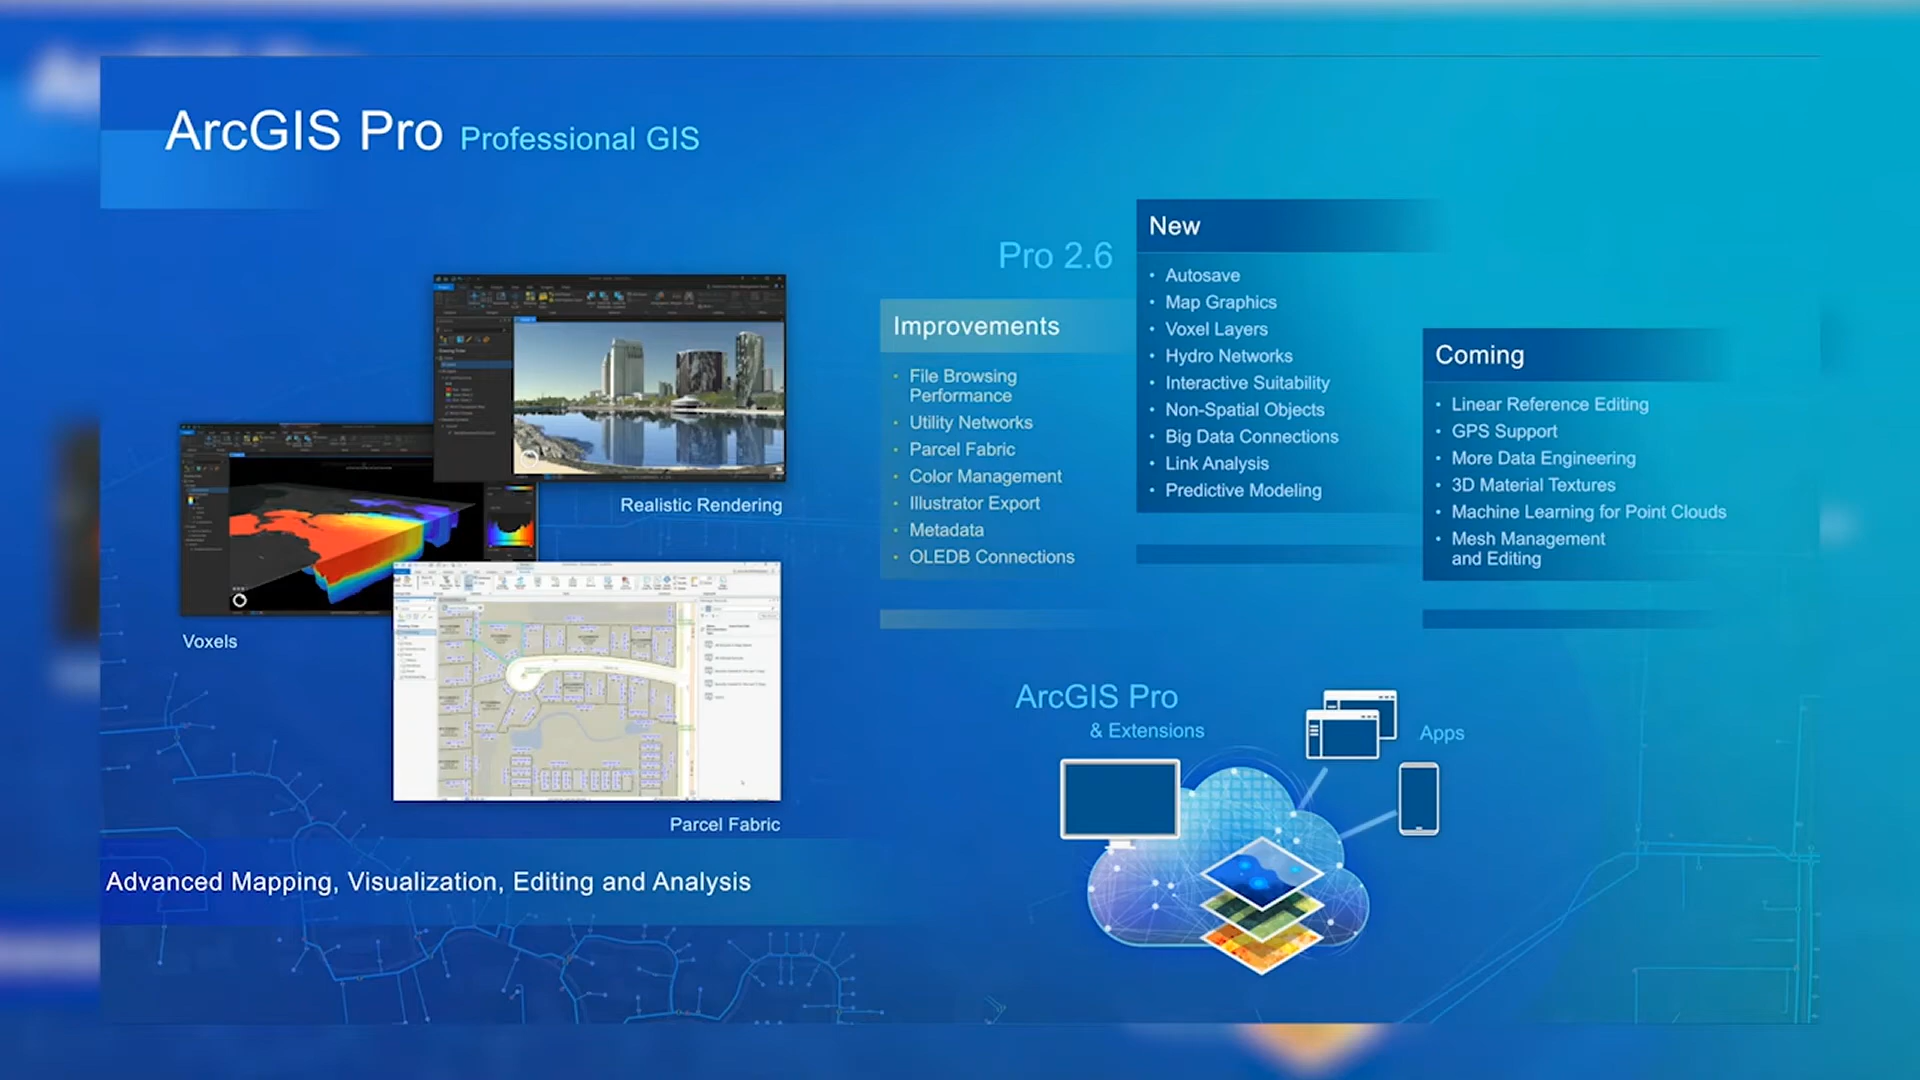 ArcGIS Pro Professional GIS
Realistic Rendering
Voxels
Parcel Fabric
Advanced Mapping, Visualization, Editing and Analysis
Pro 2.6
Improvements
• File Browsing
Performance
• Utility Networks
• Parcel Fabric
• Color Management
• Illustrator Export
• Metadata
• OLEDB Connections
New
• Autosave
• Map Graphics
• Voxel Layers
• Hydro Networks
• Interactive Suitability
• Non-Spatial Objects
• Big Data Connections
• Link Analysis
• Predictive Modeling
Coming
• Linear Reference Editing
• GPS Support
• More Data Engineering
• 3D Material Textures
• Machine Learning for Point Clouds
• Mesh Management
and Editing
ArcGIS Pro
& Extensions
Apps